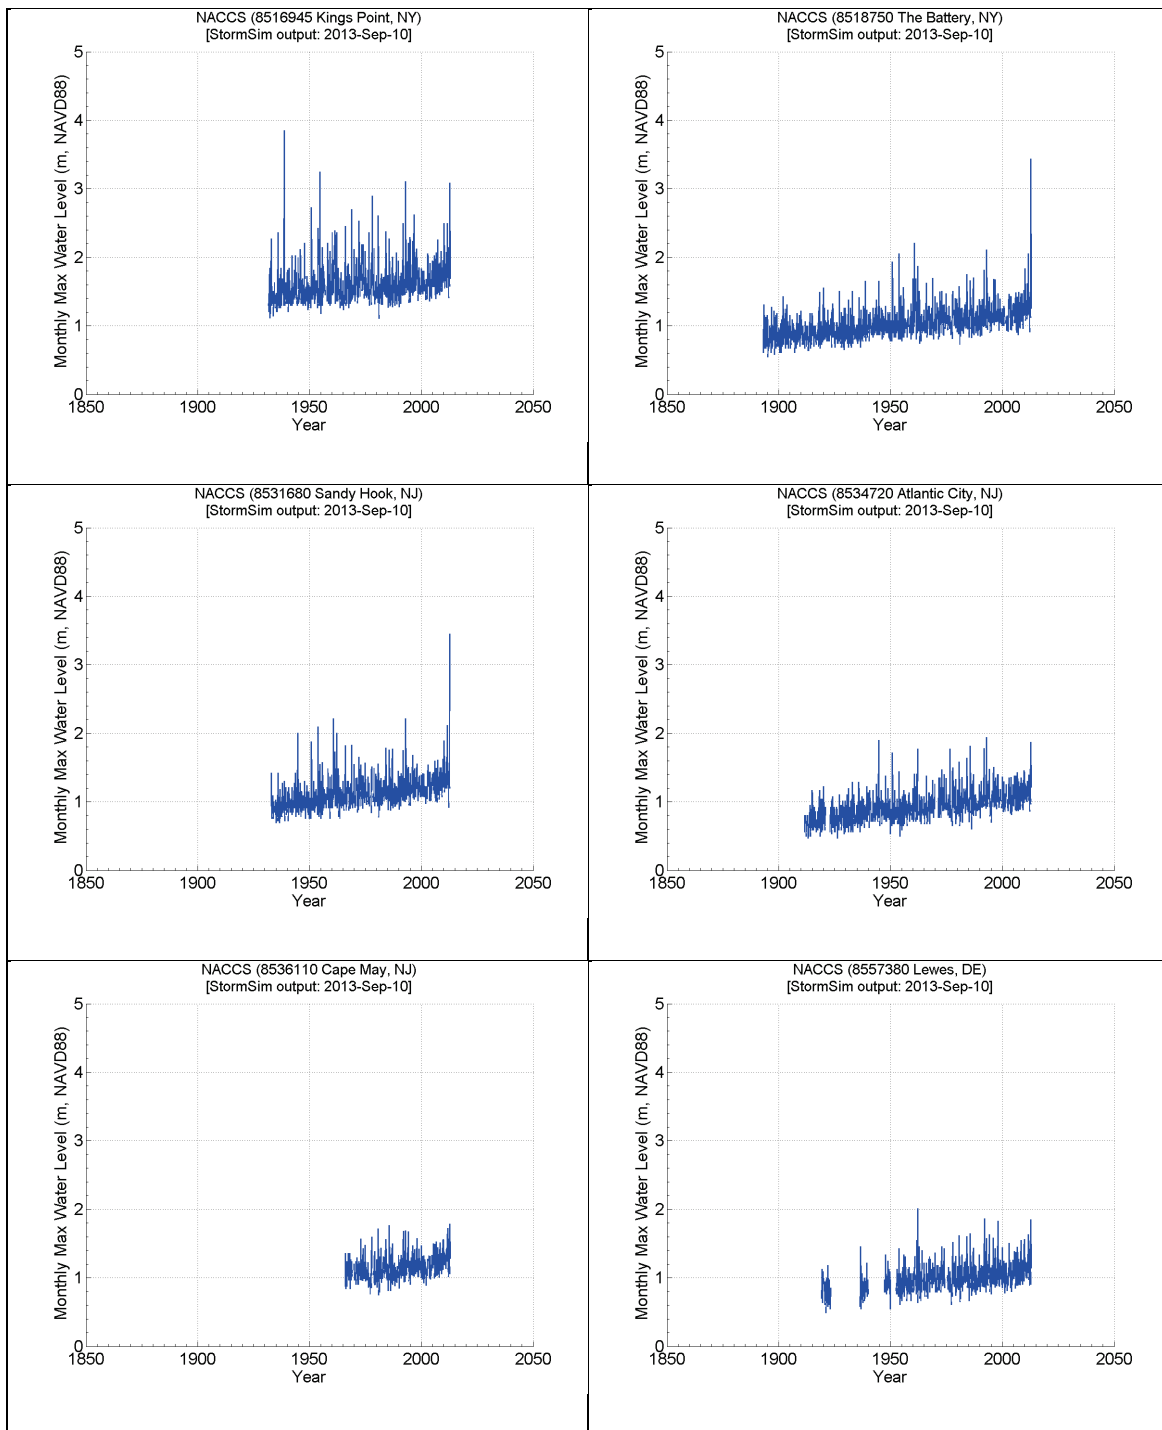 NACCS (8516945 Kings Point, NY)
[StormSim output: 2013-Sep-10]
Monthly Max Water Level (m, NAVD88)
5
4
3
2
1
0
1850 1900 1950 2000 2050
Year
NACCS (8518750 The Battery, NY)
[StormSim output: 2013-Sep-10]
Monthly Max Water Level (m, NAVD88)
5
4
3
2
1
0
1850 1900 1950 2000 2050
Year
NACCS (8531680 Sandy Hook, NJ)
[StormSim output: 2013-Sep-10]
Monthly Max Water Level (m, NAVD88)
5
4
3
2
1
0
1850 1900 1950 2000 2050
Year
NACCS (8534720 Atlantic City, NJ)
[StormSim output: 2013-Sep-10]
Monthly Max Water Level (m, NAVD88)
5
4
3
2
1
0
1850 1900 1950 2000 2050
Year
NACCS (8536110 Cape May, NJ)
[StormSim output: 2013-Sep-10]
Monthly Max Water Level (m, NAVD88)
5
4
3
2
1
0
1850 1900 1950 2000 2050
Year
NACCS (8557380 Lewes, DE)
[StormSim output: 2013-Sep-10]
Monthly Max Water Level (m, NAVD88)
5
4
3
2
1
0
1850 1900 1950 2000 2050
Year